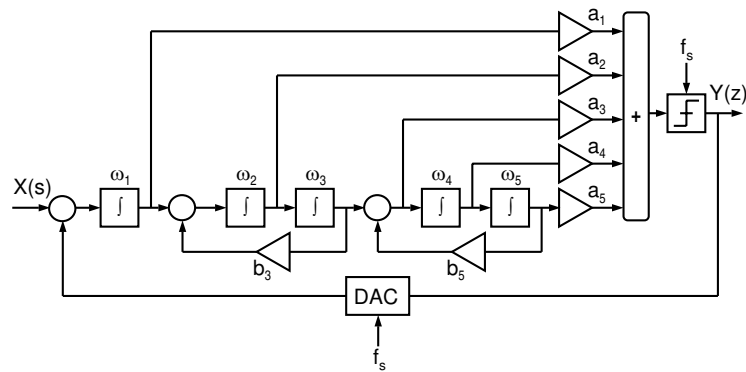 a₁
a₂
a₃
a₄
a₅
+
fₛ
Y(z)
X(s)
ω₁
∫
ω₂
∫
ω₃
∫
ω₄
∫
ω₅
∫
b₃
b₅
DAC
fₛ